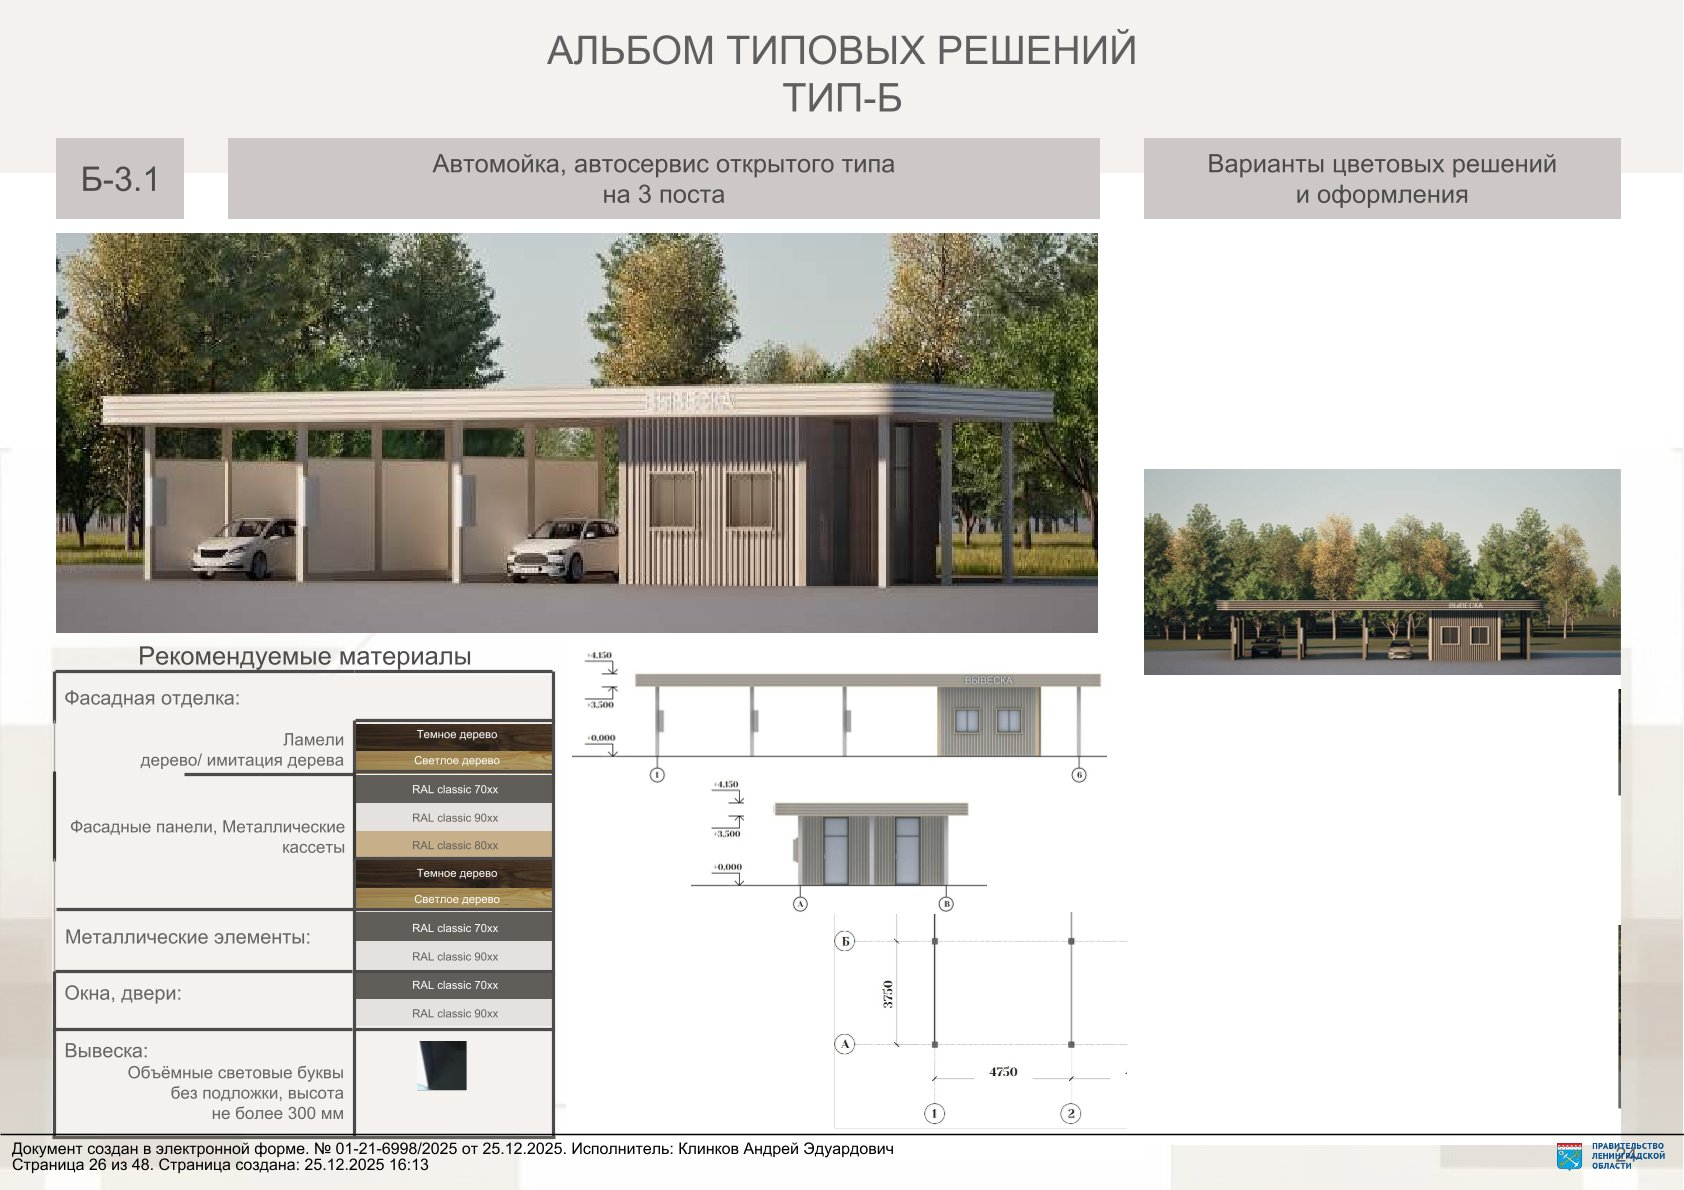 АЛЬБОМ ТИПОВЫХ РЕШЕНИЙ
ТИП-Б
Б-3.1
Автомойка, автосервис открытого типа
на 3 поста
Варианты цветовых решений
и оформления
ВЫВЕСКА
ВЫВЕСКА
Рекомендуемые материалы
Фасадная отделка:
Ламели
дерево/ имитация дерева
Темное дерево
Светлое дерево
Фасадные панели, Металлические
кассеты
RAL classic 70xx
RAL classic 90xx
RAL classic 80xx
Темное дерево
Светлое дерево
Металлические элементы:
RAL classic 70xx
RAL classic 90xx
Окна, двери:
RAL classic 70xx
RAL classic 90xx
Вывеска:
Объёмные световые буквы
без подложки, высота
не более 300 мм
+4.150
+3.500
+0.000
ВЫВЕСКА
1
6
+4.150
+3.500
+0.000
А
В
Б
3750
А
4750
1
2
Документ создан в электронной форме. № 01-21-6998/2025 от 25.12.2025. Исполнитель: Клинков Андрей Эдуардович
Страница 26 из 48. Страница создана: 25.12.2025 16:13
ПРАВИТЕЛЬСТВО
ЛЕНИНГРАДСКОЙ
ОБЛАСТИ
24